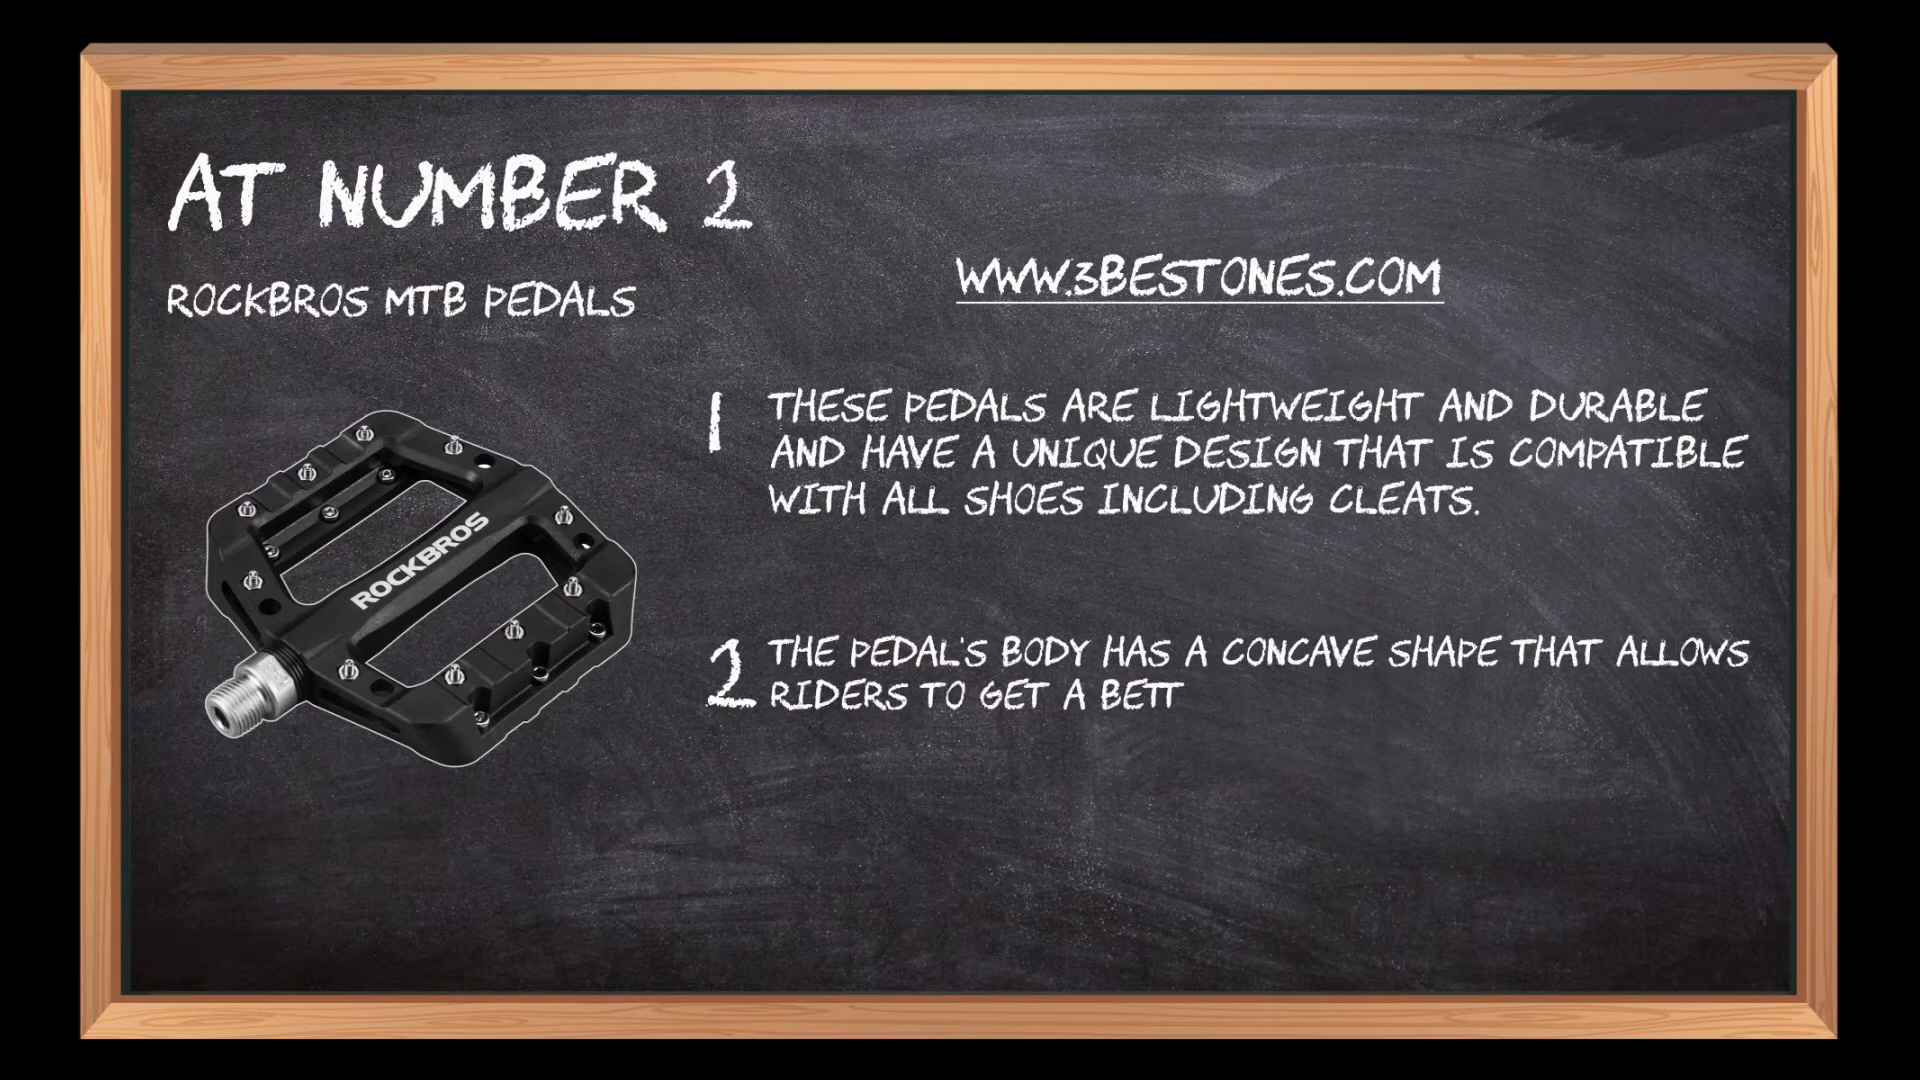 AT NUMBER 2
ROCKBROS MTB PEDALS
WWW.3BESTONES.COM
ROCKBROS
1 THESE PEDALS ARE LIGHTWEIGHT AND DURABLE
AND HAVE A UNIQUE DESIGN THAT IS COMPATIBLE
WITH ALL SHOES INCLUDING CLEATS.
2 THE PEDAL'S BODY HAS A CONCAVE SHAPE THAT ALLOWS
RIDERS TO GET A BETT